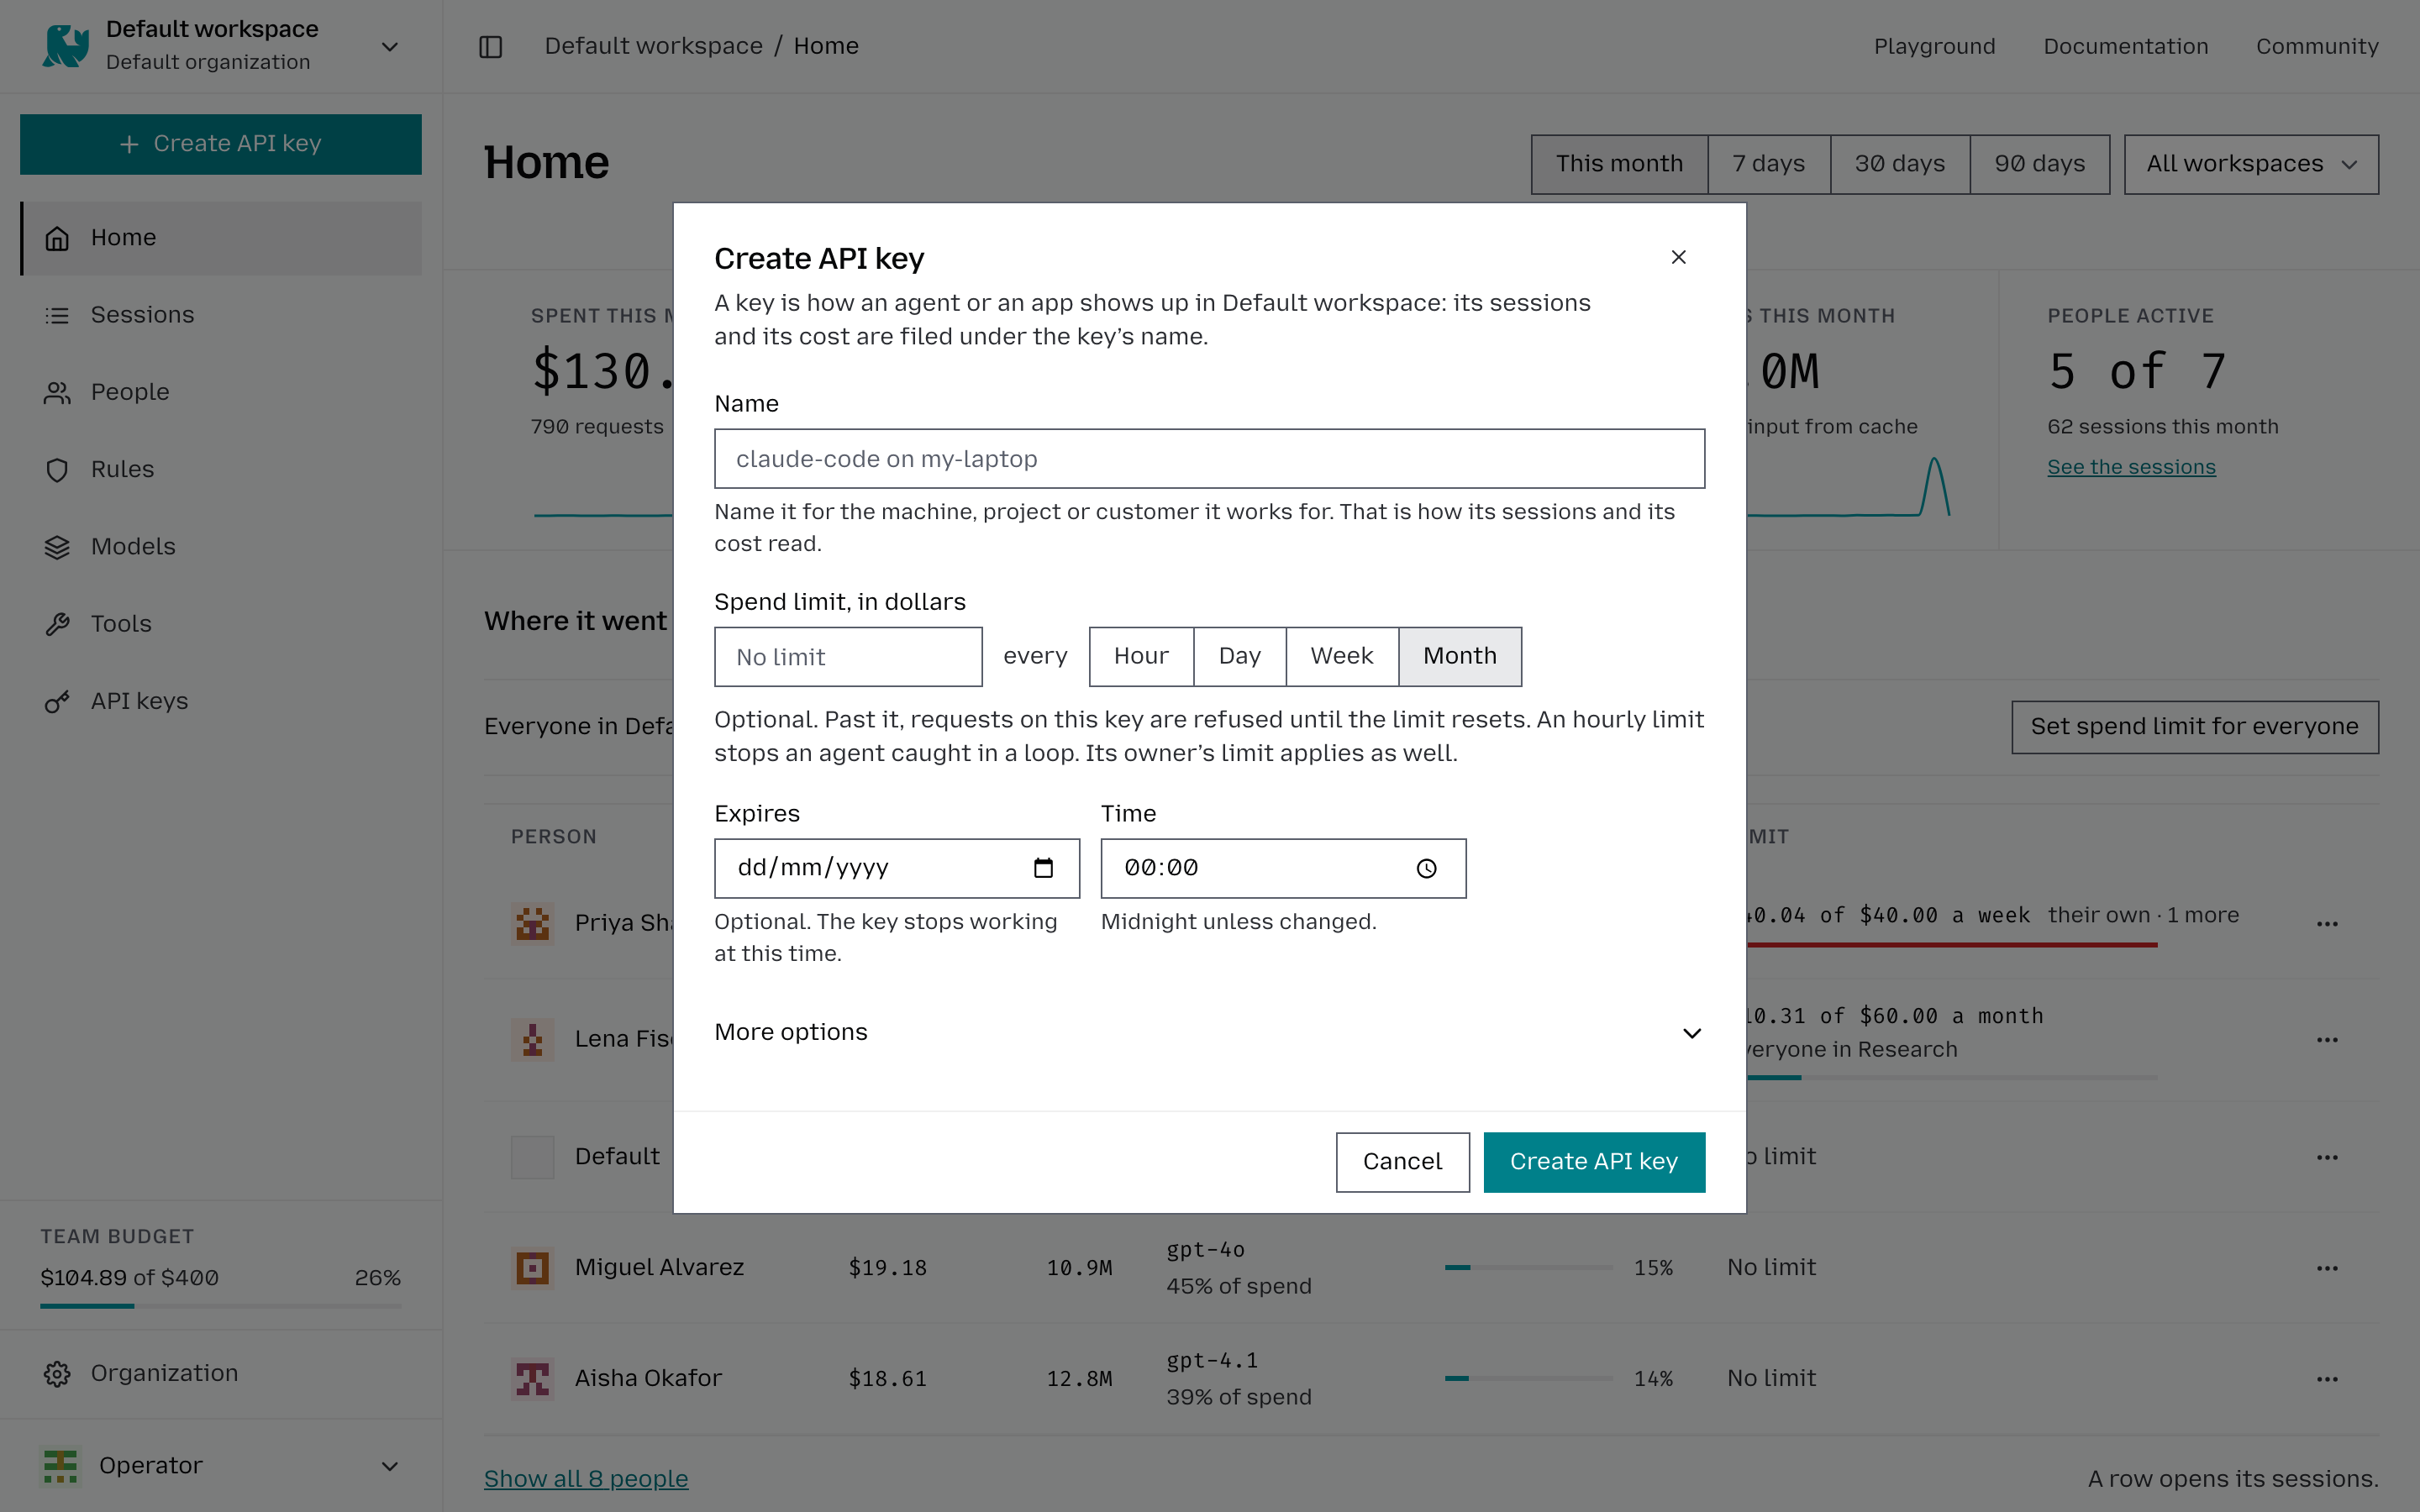 Default workspace
Default organization
Default workspace / Home
Playground
Documentation
Community
Create API key
Home
Sessions
People
Rules
Models
Tools
API keys
TEAM BUDGET
$104.89 of $400
26%
Organization
Operator
Home
This month
7 days
30 days
90 days
All workspaces
SPENT THIS
$130.
790 requests
THIS MONTH
0M
input from cache
PEOPLE ACTIVE
5 of 7
62 sessions this month
See the sessions
Where it went
Everyone in
Set spend limit for everyone
PERSON
Priya
40.04 of $40.00 a week their own · 1 more
Lena
10.31 of $60.00 a month
everyone in Research
Default
limit
Miguel Alvarez
$19.18
10.9M
gpt-4o
45% of spend
15%
No limit
Aisha Okafor
$18.61
12.8M
gpt-4.1
39% of spend
14%
No limit
Show all 8 people
A row opens its sessions.
Create API key
A key is how an agent or an app shows up in Default workspace: its sessions
and its cost are filed under the key’s name.
Name
claude-code on my-laptop
Name it for the machine, project or customer it works for. That is how its sessions and its
cost read.
Spend limit, in dollars
No limit
every
Hour
Day
Week
Month
Optional. Past it, requests on this key are refused until the limit resets. An hourly limit
stops an agent caught in a loop. Its owner’s limit applies as well.
Expires
Time
dd/mm/yyyy
00:00
Optional. The key stops working
at this time.
Midnight unless changed.
More options
Cancel
Create API key